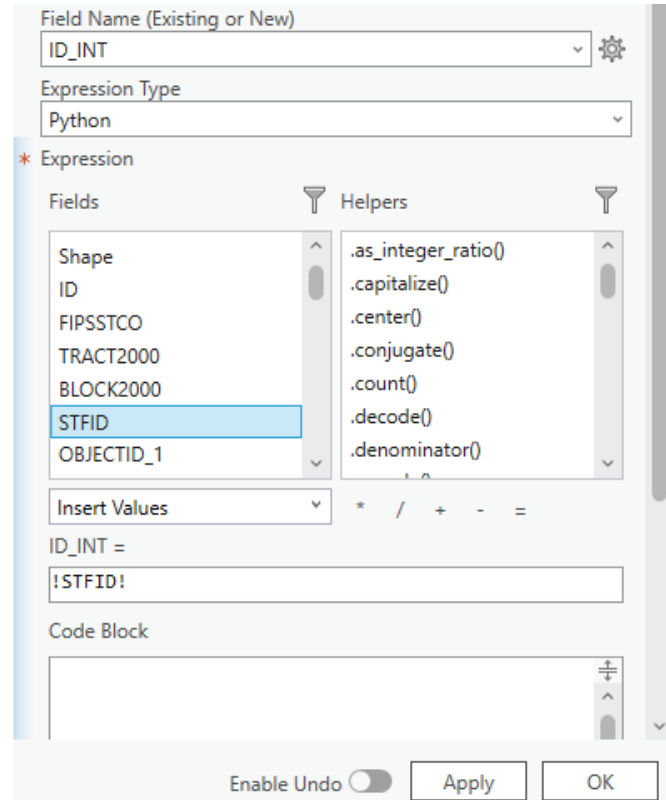 Field Name (Existing or New)
ID_INT
Expression Type
Python
* Expression
Fields
Helpers
Shape
ID
FIPSSTCO
TRACT2000
BLOCK2000
STFID
OBJECTID_1
.as_integer_ratio()
.capitalize()
.center()
.conjugate()
.count()
.decode()
.denominator()
Insert Values
* / + - =
ID_INT =
!STFID!
Code Block
Enable Undo
Apply
OK